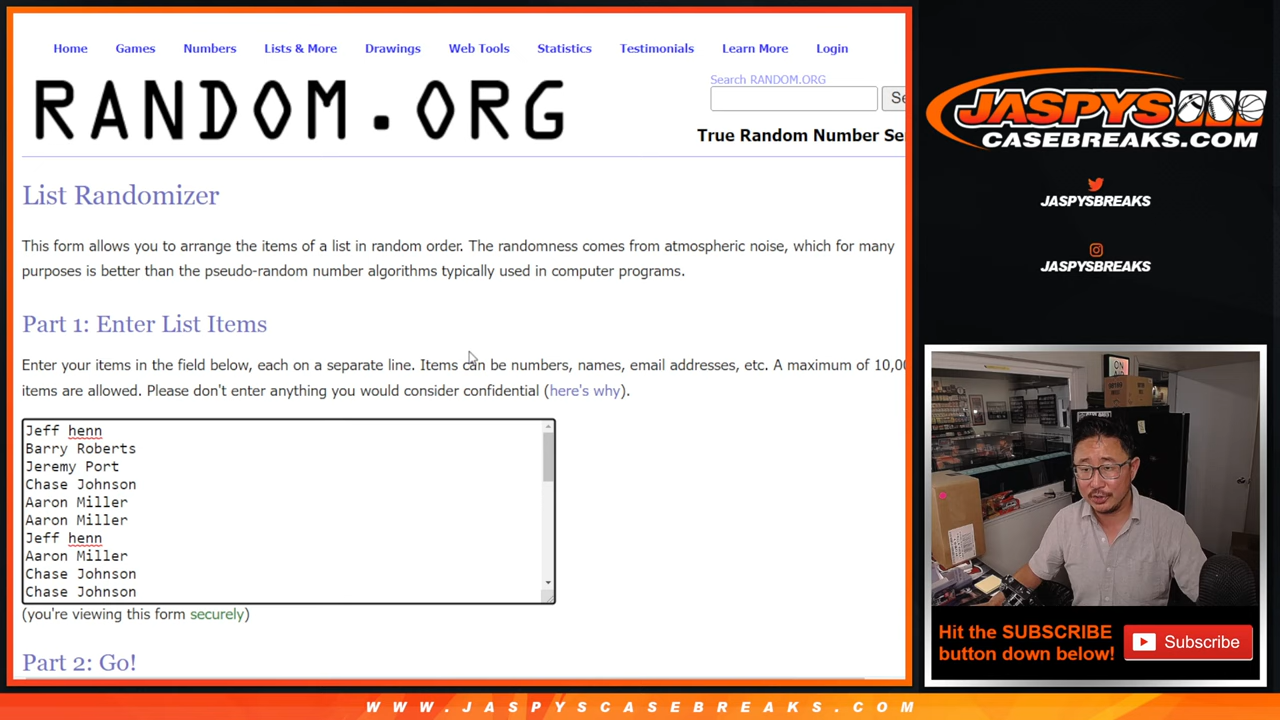 Home Games Numbers Lists & More Drawings Web Tools Statistics Testimonials Learn More Login
RANDOM.ORG
Search RANDOM.ORG
Se
True Random Number Se
List Randomizer
This form allows you to arrange the items of a list in random order. The randomness comes from atmospheric noise, which for many
purposes is better than the pseudo-random number algorithms typically used in computer programs.
Part 1: Enter List Items
Enter your items in the field below, each on a separate line. Items can be numbers, names, email addresses, etc. A maximum of 10,00
items are allowed. Please don't enter anything you would consider confidential (here's why).
Jeff henn
Barry Roberts
Jeremy Port
Chase Johnson
Aaron Miller
Aaron Miller
Jeff henn
Aaron Miller
Chase Johnson
Chase Johnson
(you're viewing this form securely)
Part 2: Go!
JASPYS
CASEBREAKS.COM
JASPYSBREAKS
JASPYSBREAKS
ON
Hit the SUBSCRIBE
button down below!
Subscribe
WWW.JASPYSCASEBREAKS.COM